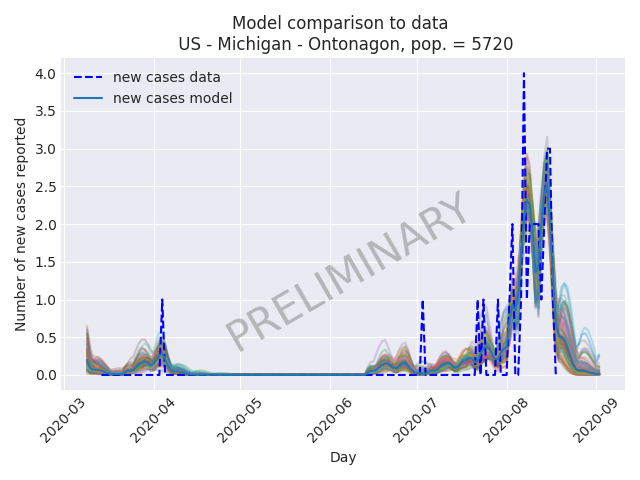 Model comparison to data
US - Michigan - Ontonagon, pop. = 5720
new cases data
new cases model
Number of new cases reported
4.0
3.5
3.0
2.5
2.0
1.5
1.0
0.5
0.0
PRELIMINARY
2020-03
2020-04
2020-05
2020-06
2020-07
2020-08
2020-09
Day